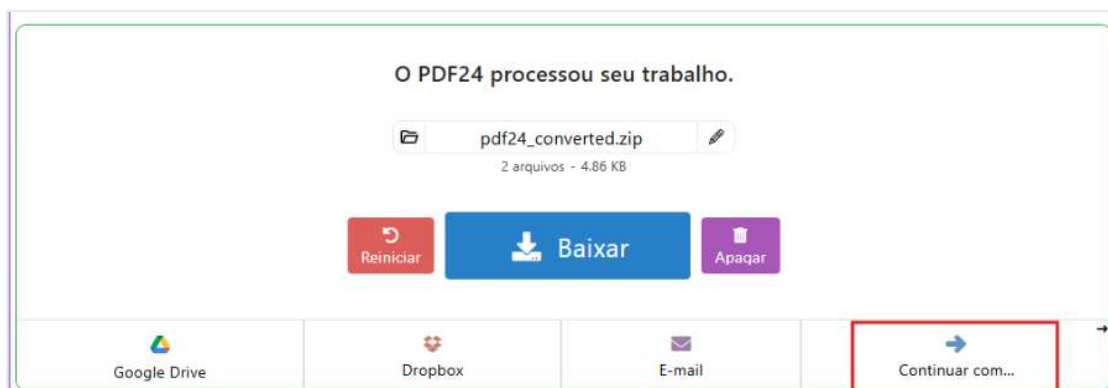 O PDF24 processou seu trabalho.
pdf24_converted.zip
2 arquivos - 4.86 KB
Reiniciar
Baixar
Apagar
Google Drive
Dropbox
E-mail
Continuar com...